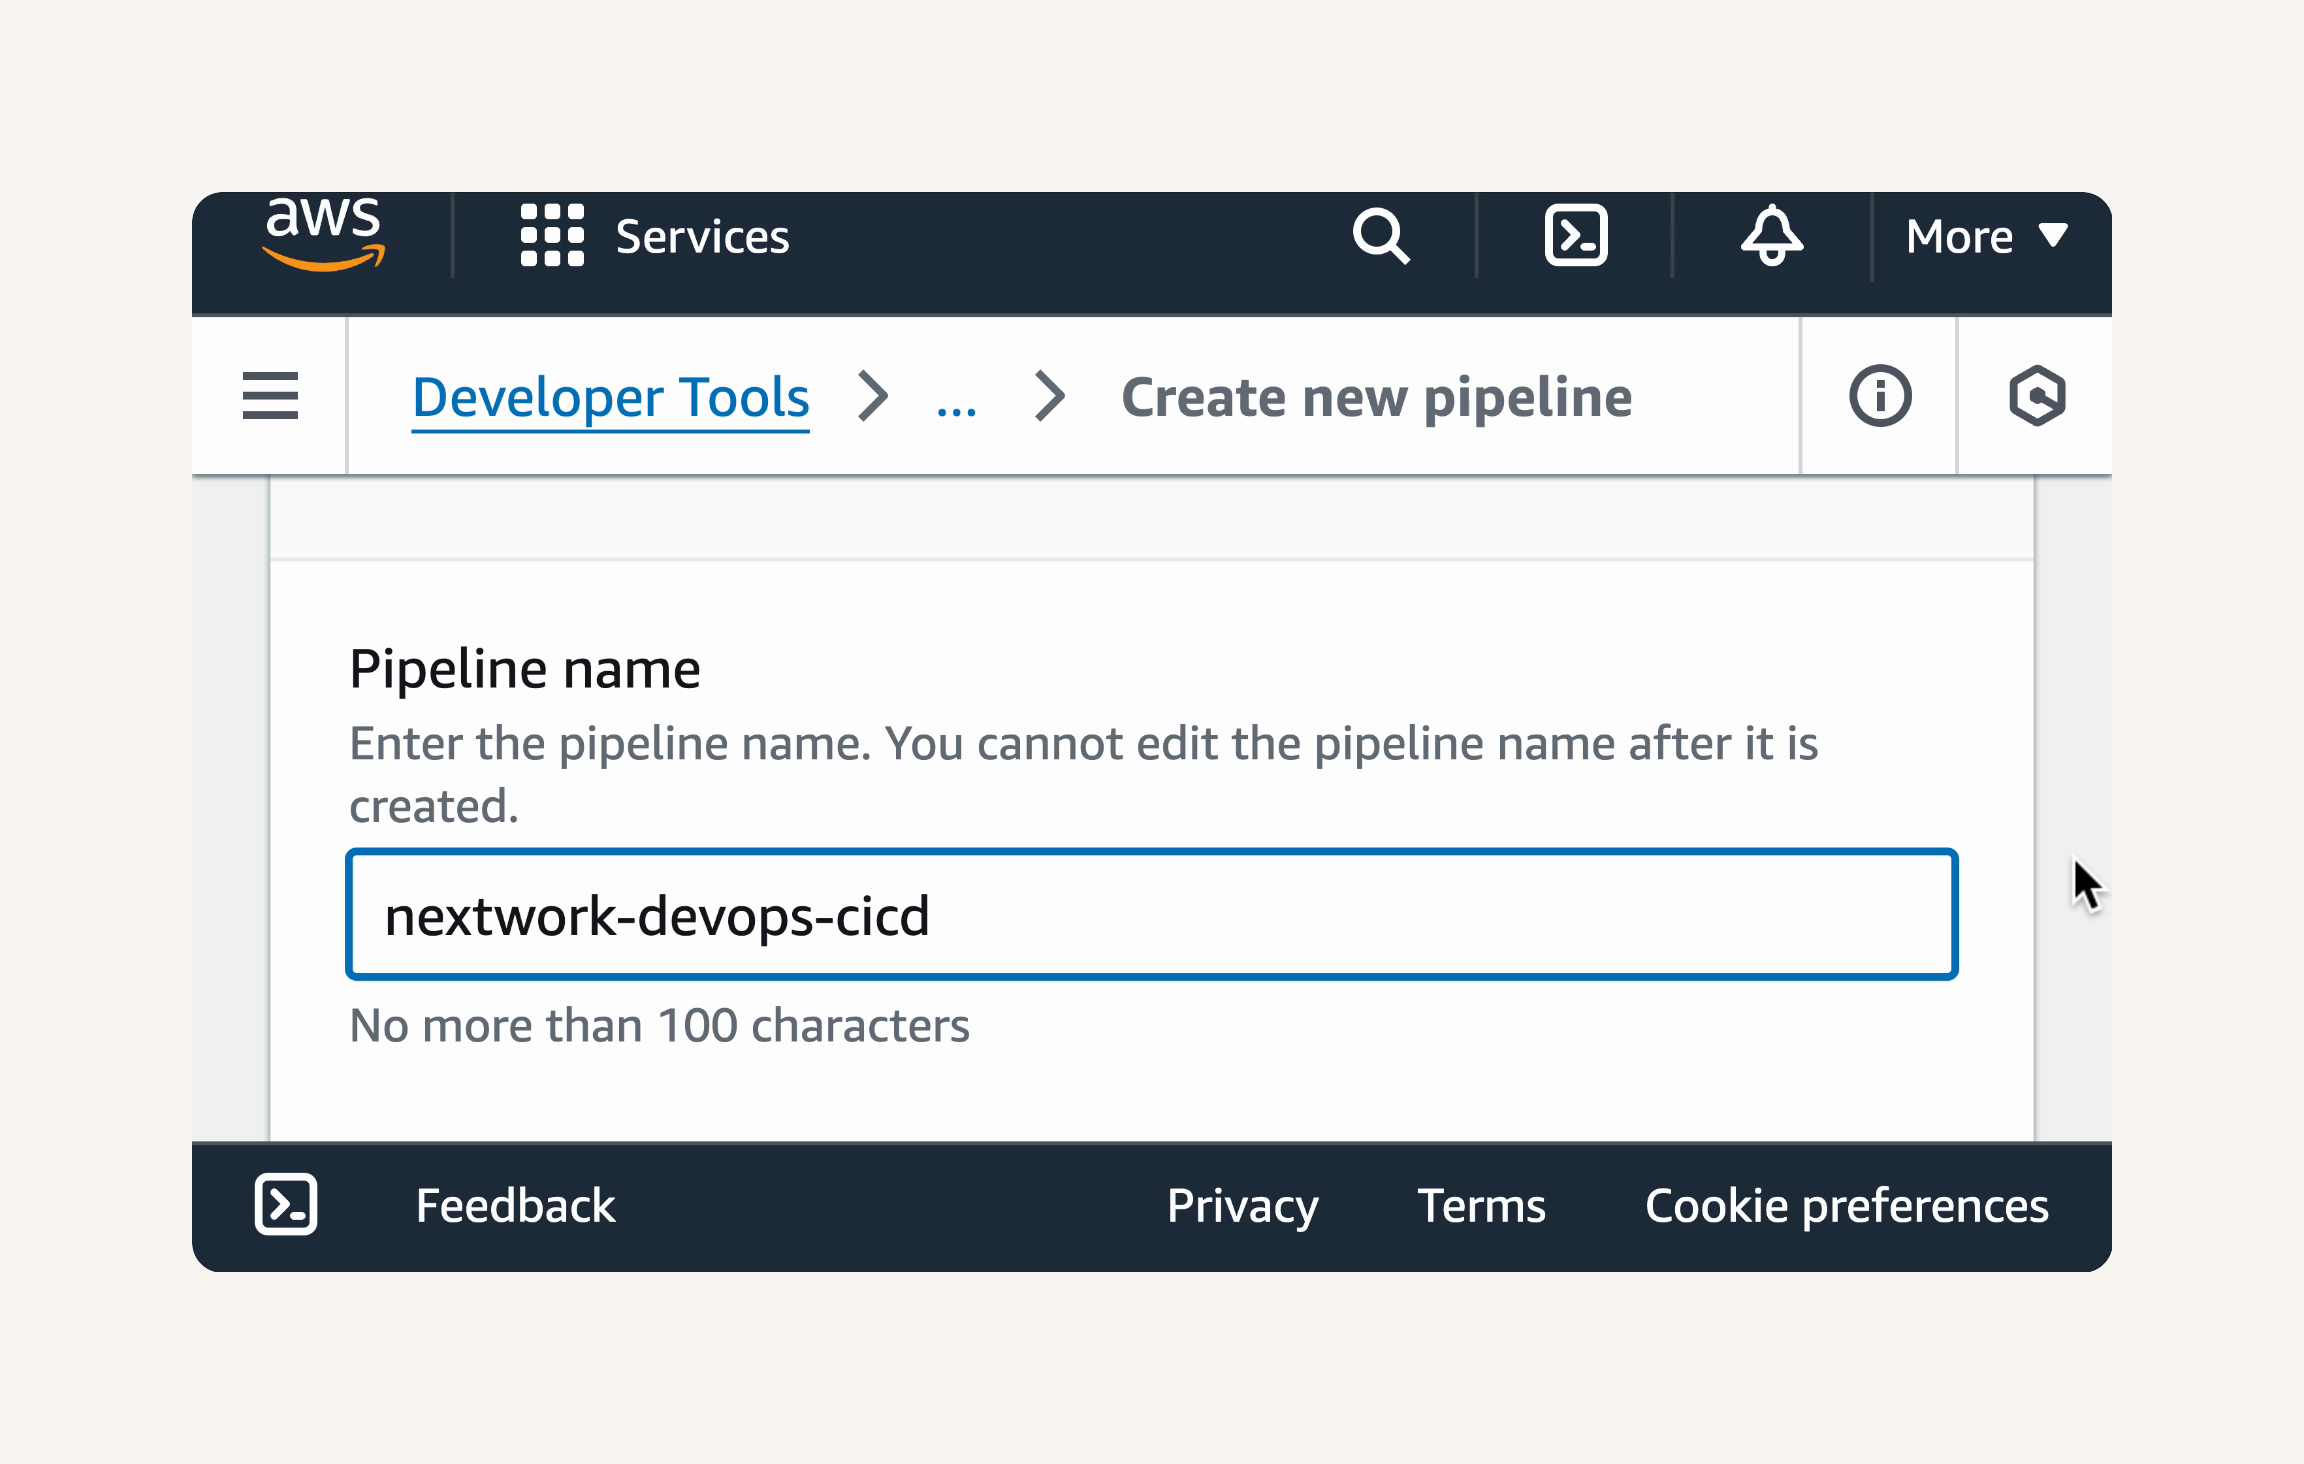 aws
Services
More
Developer Tools
...
Create new pipeline
Pipeline name
Enter the pipeline name. You cannot edit the pipeline name after it is
created.
nextwork-devops-cicd
No more than 100 characters
Feedback
Privacy
Terms
Cookie preferences